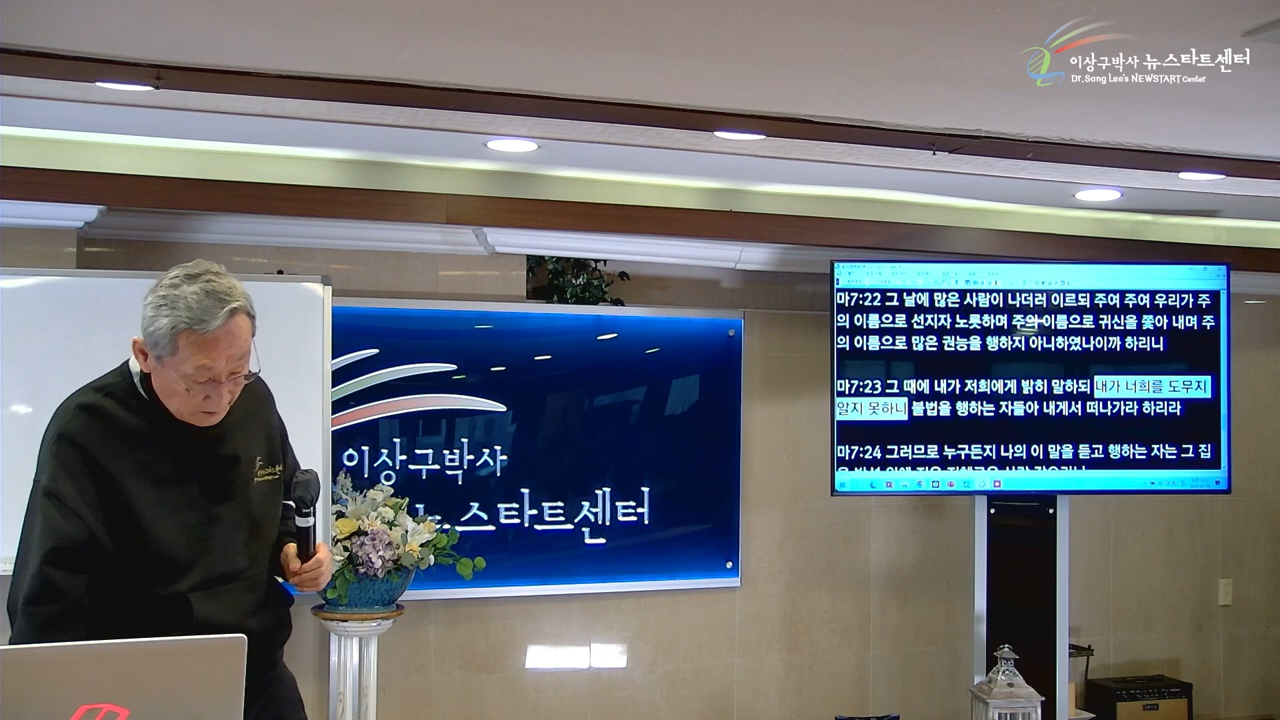 이상구박사 뉴스타트센터
Dr. Sang Lee's NEWSTART Center
마7:22 그 날에 많은 사람이 나더러 이르되 주여 주여 우리가 주
의 이름으로 선지자 노릇하며 주의 이름으로 귀신을 쫓아 내며 주
의 이름으로 많은 권능을 행하지 아니하였나이까 하리니
마7:23 그 때에 내가 저희에게 밝히 말하되 내가 너희를 도무지
알지 못하니 불법을 행하는 자들아 내게서 떠나가라 하리라
마7:24 그러므로 누구든지 나의 이 말을 듣고 행하는 자는 그 집
이상구박사
뉴스타트센터